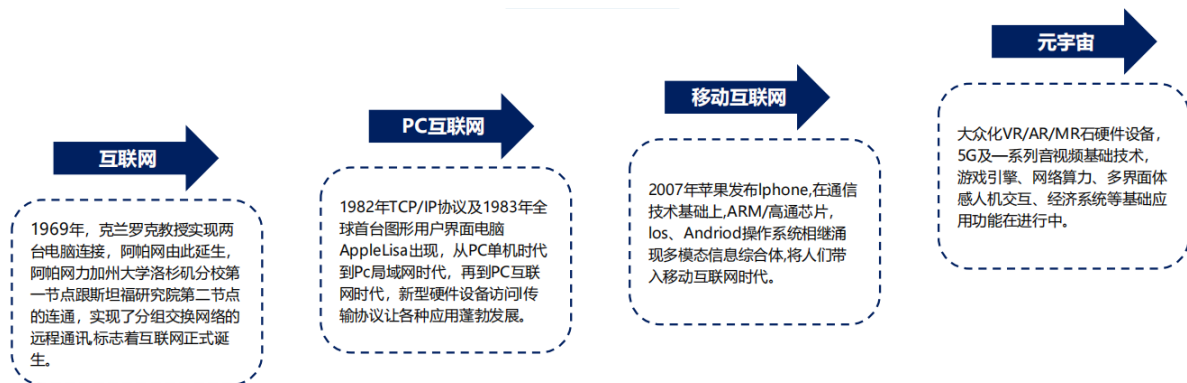 互联网
1969年，克兰罗克教授实现两
台电脑连接，阿帕网由此延生，
阿帕网力加州大学洛杉矶分校第
一节点跟斯坦福研究院第二节点
的连通，实现了分组交换网络的
远程通讯,标志着互联网正式诞
生。
PC互联网
1982年TCP/IP协议及1983年全
球首台图形用户界面电脑
AppleLisa出现，从PC单机时代
到Pc局域网时代，再到PC互联
网时代，新型硬件设备访问I传
输协议让各种应用蓬勃发展。
移动互联网
2007年苹果发布Iphone,在通信
技术基础上,ARM/高通芯片，
Ios、Andriod操作系统相继涌
现多模态信息综合体,将人们带
入移动互联网时代。
元宇宙
大众化VR/AR/MR石硬件设备，
5G及一系列音视频基础技术，
游戏引擎、网络算力、多界面体
感人机交互、经济系统等基础应
用功能在进行中。